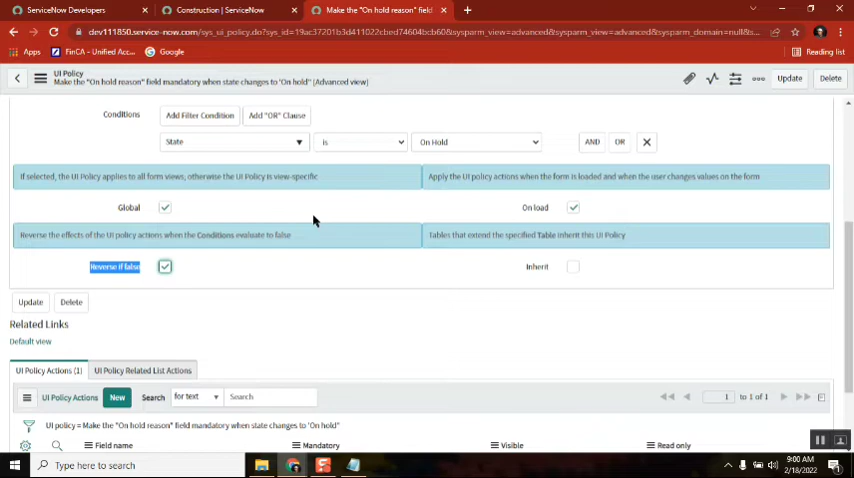 ServiceNow Developers
Construction | ServiceNow
Make the "On hold reason" field
dev111850.service-now.com/sys_ui_policy.do?sys_id=19ac37201b3d411022cbed74604bcb60&sysparm_view=advanced&sysparm_view=advanced&sysparm_domain=null&s...
Apps
FinCA - Unified Acc...
Google
Reading list
UI Policy
Make the "On hold reason" field mandatory when state changes to 'On hold" (Advanced view)
Update
Delete
Conditions
Add Filter Condition
Add "OR" Clause
State
is
On Hold
AND
OR
If selected, the UI Policy applies to all form views, otherwise the UI Policy is view-specific
Apply the UI policy actions when the form is loaded and when the user changes values on the form
Global
On load
Reverse the effects of the UI policy actions when the Conditions evaluate to false
Tables that extend the specified Table inherit this UI Policy
Reverse if false
Inherit
Update
Delete
Related Links
Default view
UI Policy Actions (1)
UI Policy Related List Actions
UI Policy Actions
New
Search
for text
Search
1
to 1 of 1
UI policy = Make the "On hold reason" field mandatory when state changes to 'On hold"
Field name
Mandatory
Visible
Read only
Type here to search
9:00 AM
2/18/2022
1